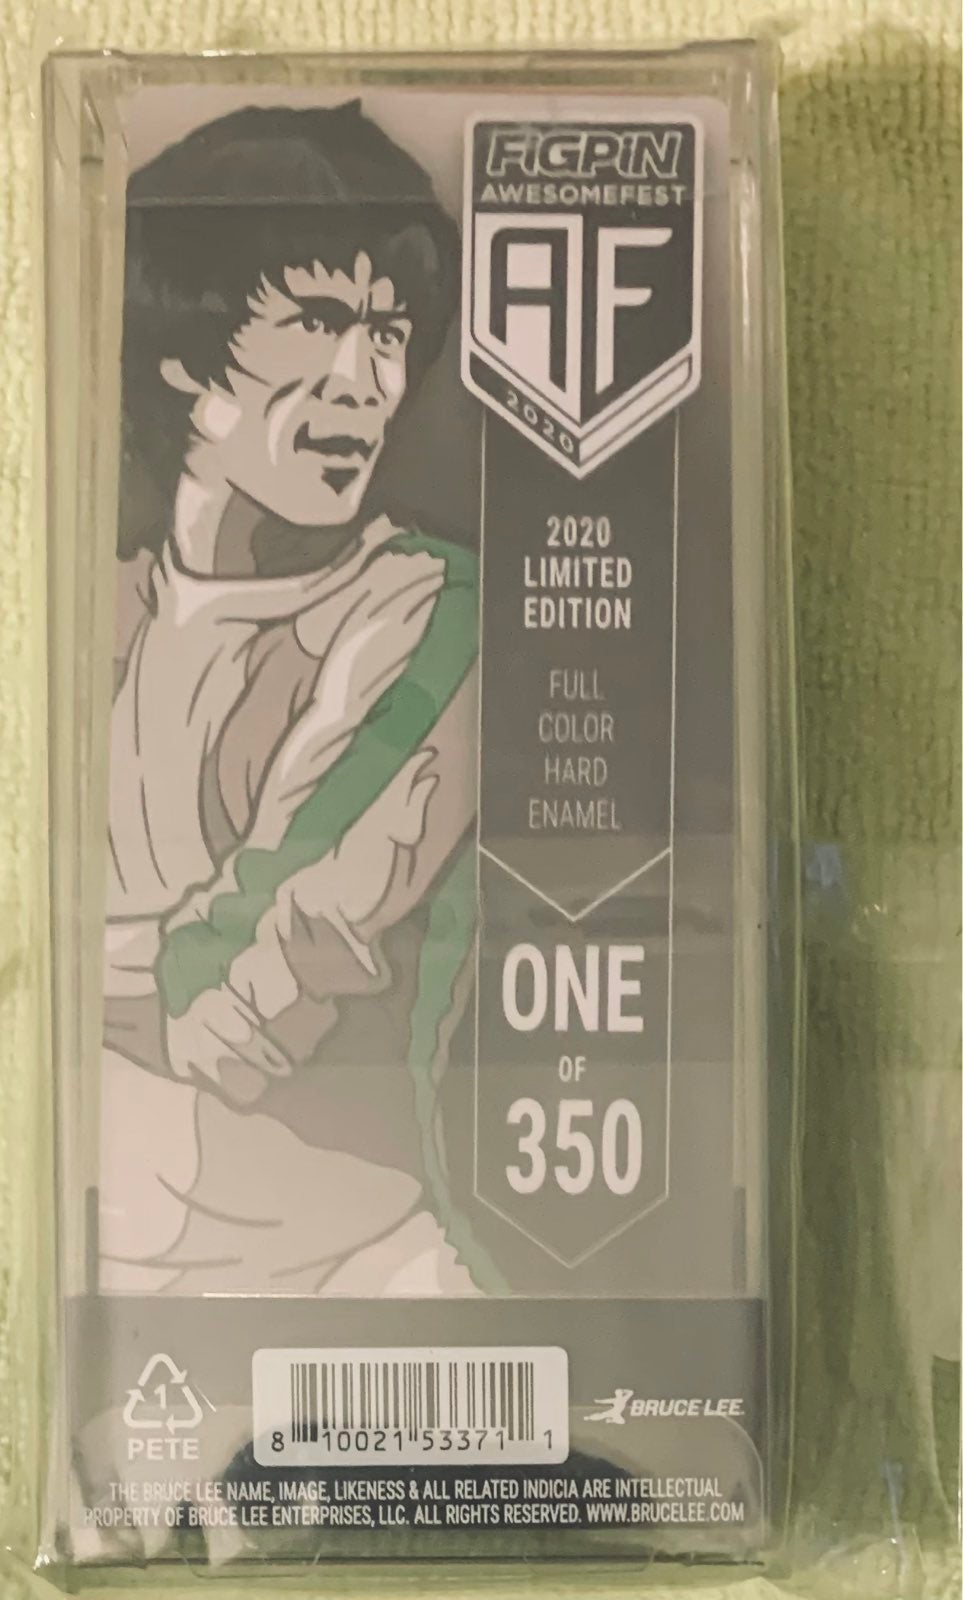 FiGPiN
AWESOMEFEST
AF
2020
2020
LIMITED
EDITION
FULL
COLOR
HARD
ENAMEL
ONE
OF
350
1
PETE
8 10021 53371 1
BRUCE LEE
THE BRUCE LEE NAME, IMAGE, LIKENESS & ALL RELATED INDICIA ARE INTELLECTUAL
PROPERTY OF BRUCE LEE ENTERPRISES, LLC. ALL RIGHTS RESERVED. WWW.BRUCELEE.COM